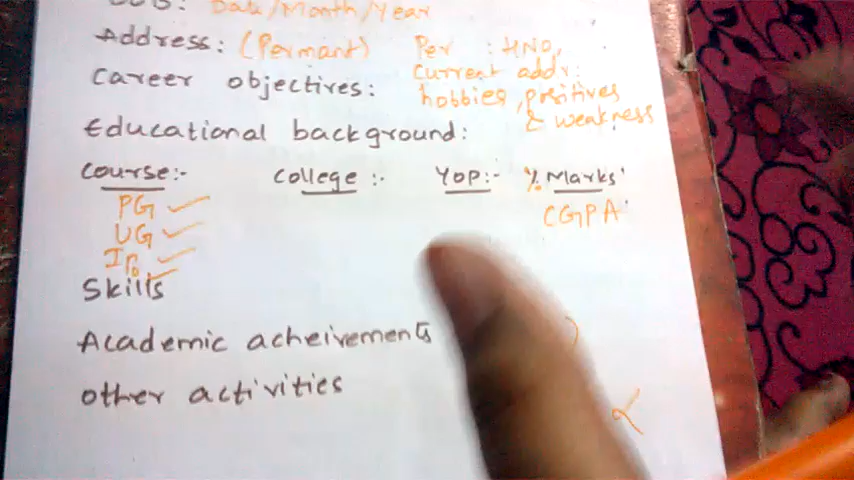 DOB: Date/Month/Year
Address: (Permant) Per : HNO,
Current addr:
Career objectives: hobbies, positives
& weakness
Educational background:
Course:- College :- YOP:- % Marks
PG CGPA
UG
Skills
Academic acheivements
other activities